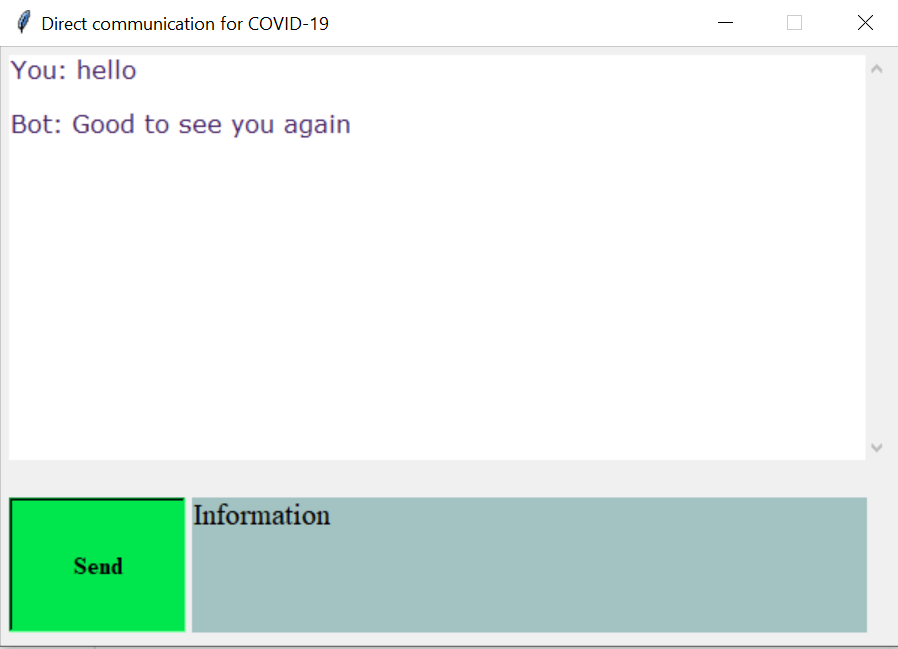 Direct communication for COVID-19
You: hello
Bot: Good to see you again
Send
Information